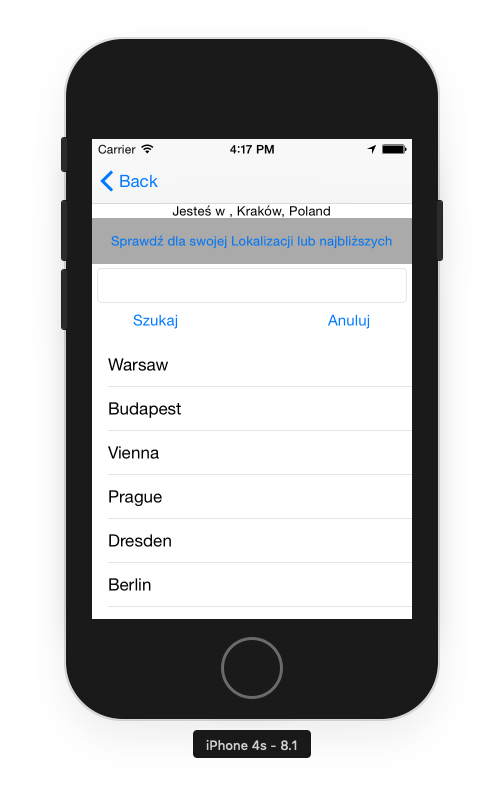 Carrier 4:17 PM
Back
Jesteś w , Kraków, Poland
Sprawdź dla swojej Lokalizacji lub najbliższych
Szukaj Anuluj
Warsaw
Budapest
Vienna
Prague
Dresden
Berlin
iPhone 4s - 8.1